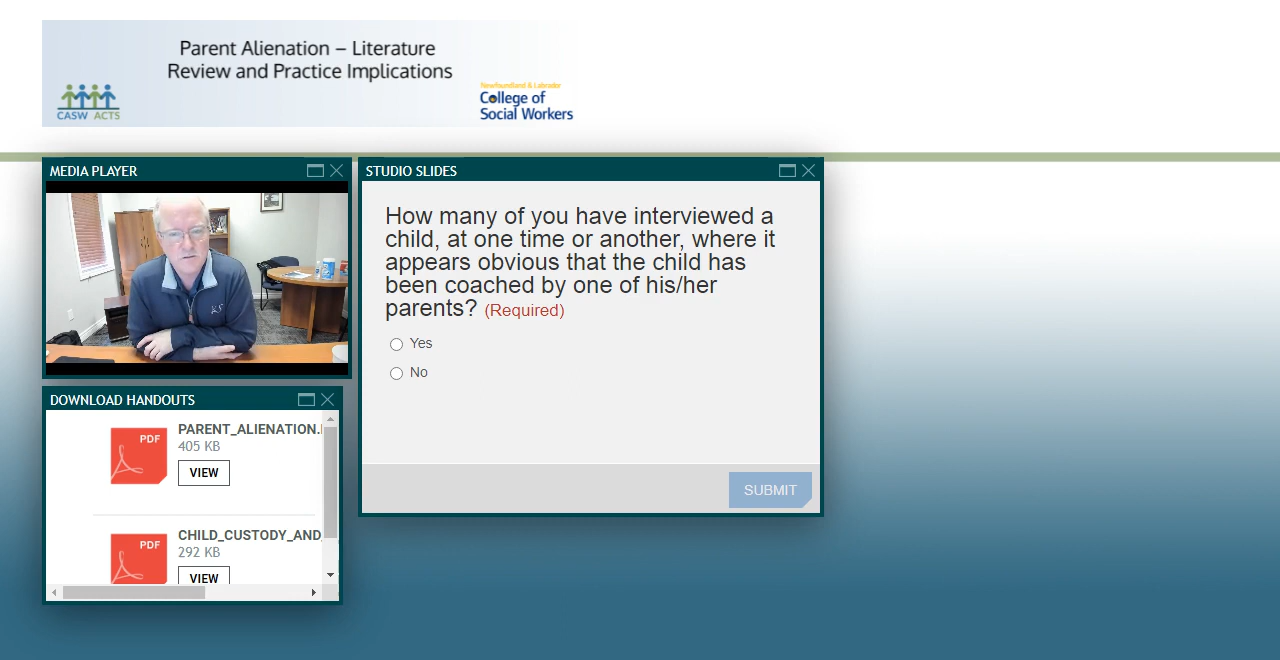 Parent Alienation – Literature
Review and Practice Implications
CASW ACTS
Newfoundland & Labrador
College of
Social Workers
MEDIA PLAYER
STUDIO SLIDES
How many of you have interviewed a
child, at one time or another, where it
appears obvious that the child has
been coached by one of his/her
parents? (Required)
Yes
No
SUBMIT
DOWNLOAD HANDOUTS
PDF
PARENT_ALIENATION.
405 KB
VIEW
PDF
CHILD_CUSTODY_AND_
292 KB
VIEW